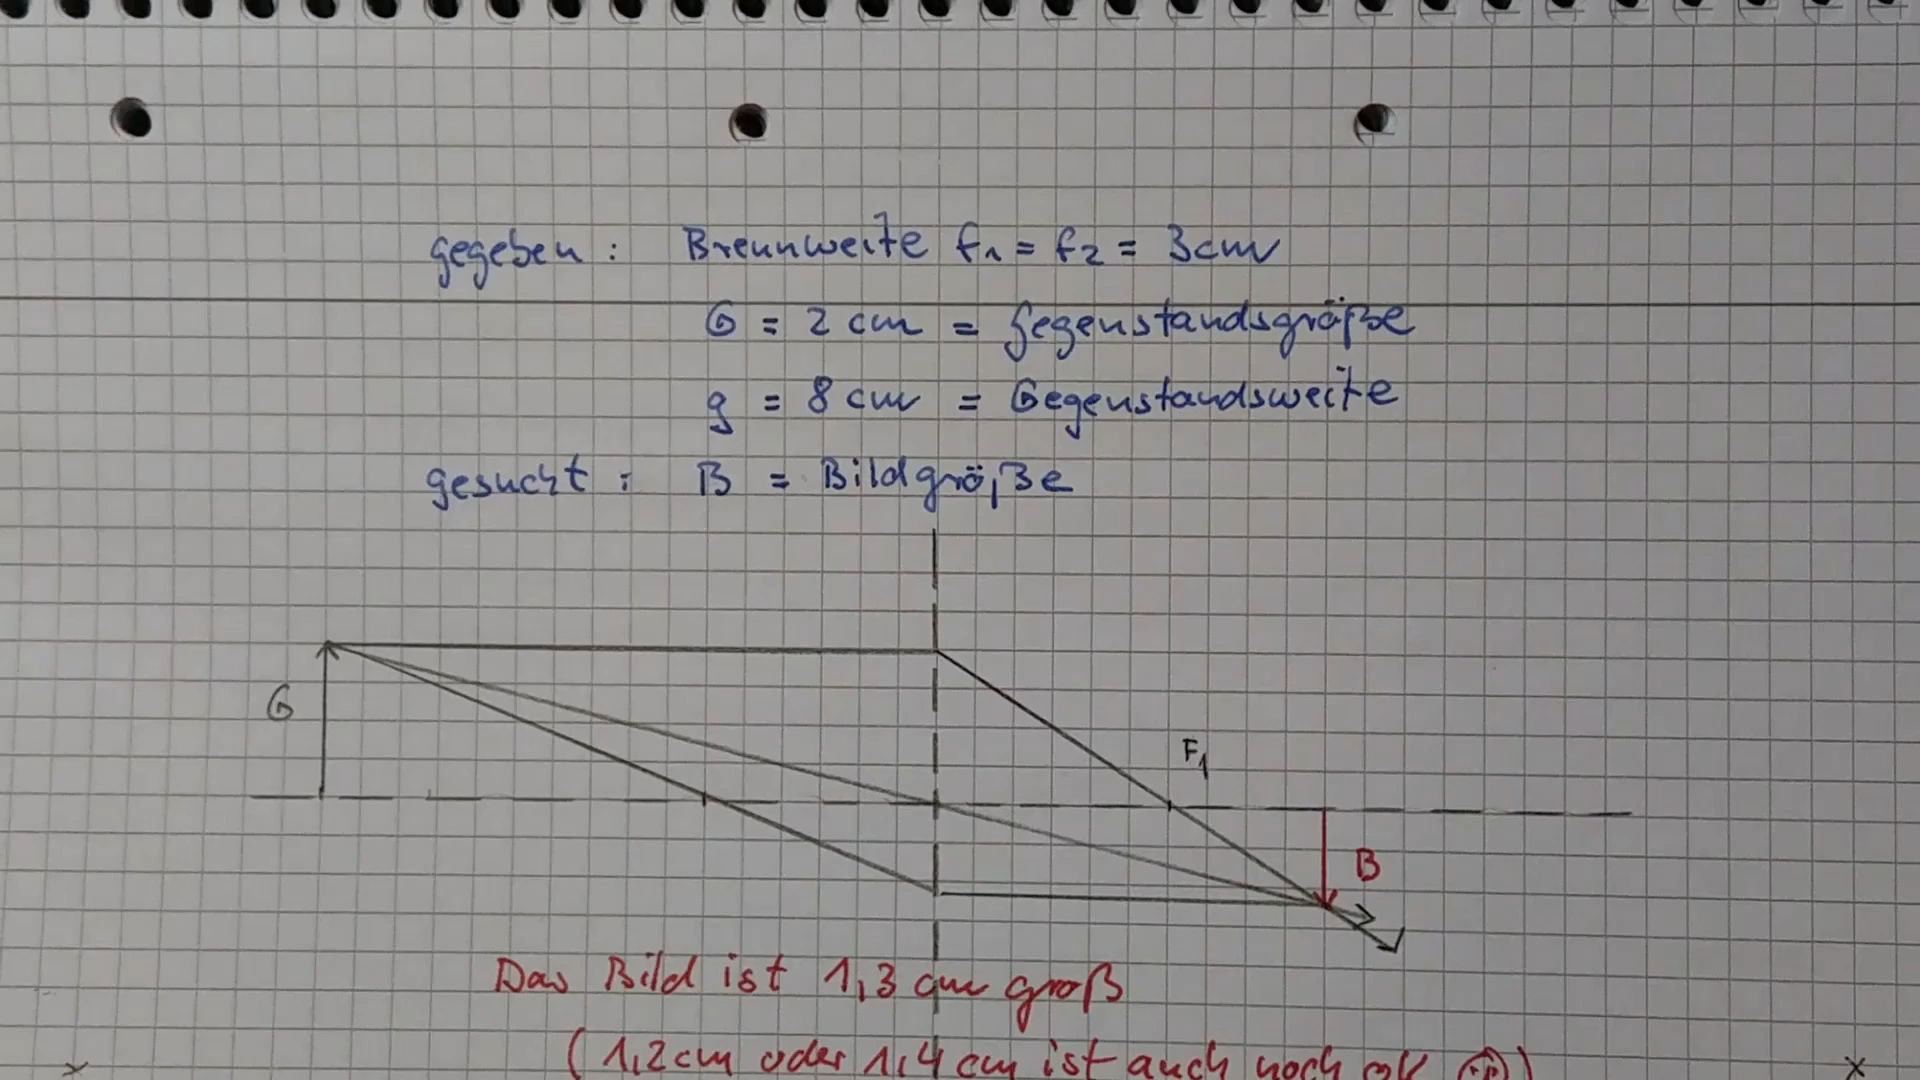 gegeben : Brennweite f₁ = f₂ = 3cm
G = 2 cm = Gegenstandsgröße
g = 8 cm = Gegenstandsweite
gesucht : B = Bildgröße
G
F₁
B
Das Bild ist 1,3 cm groß
(1,2cm oder 1,4 cm ist auch noch ok ☺)